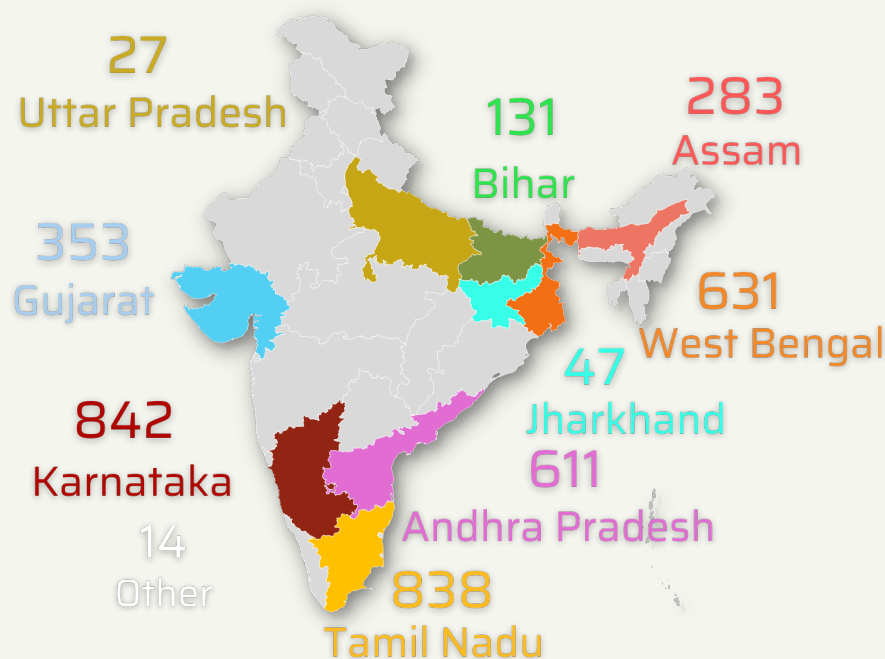 27
Uttar Pradesh
131
Bihar
283
Assam
353
Gujarat
631
West Bengal
47
Jharkhand
842
Karnataka
611
Andhra Pradesh
14
Other
838
Tamil Nadu